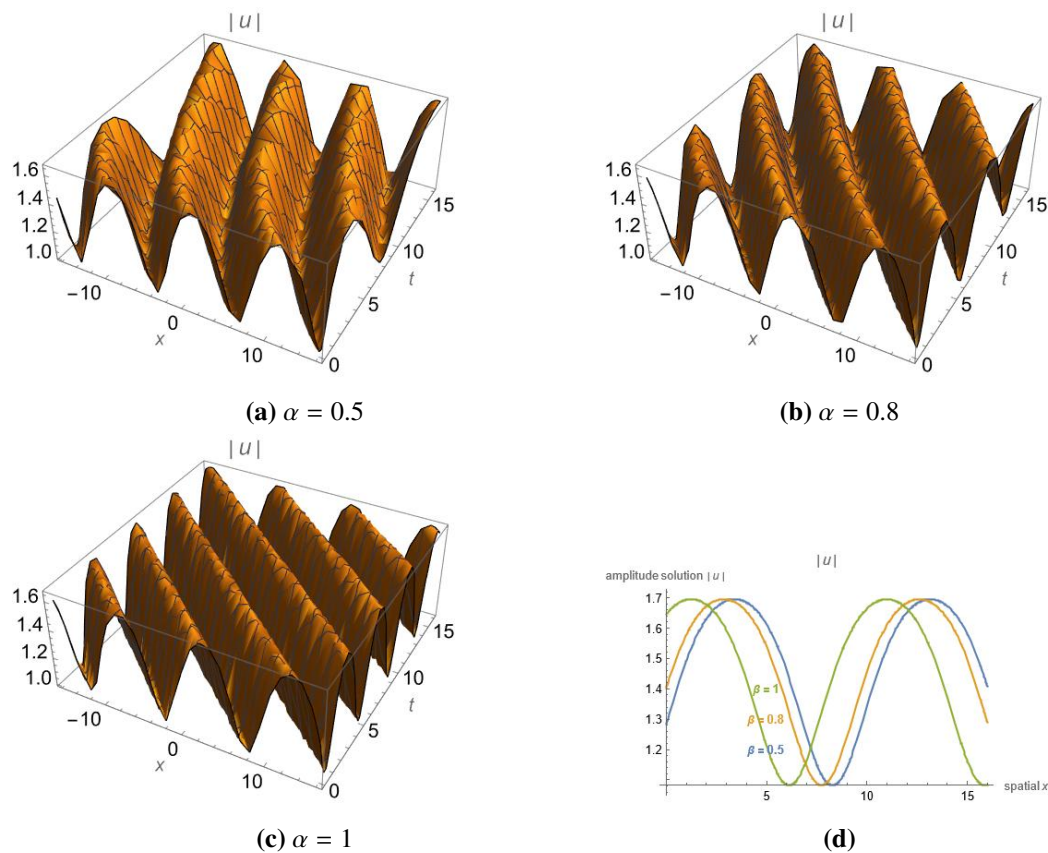 |u|
1.6
1.4
1.2
1.0
−10
0
10
x
0
5
10
15
t
(a) α = 0.5
|u|
1.6
1.4
1.2
1.0
−10
0
10
x
0
5
10
15
t
(b) α = 0.8
|u|
1.6
1.4
1.2
1.0
−10
0
10
x
0
5
10
15
t
(c) α = 1
|u|
amplitude solution |u|
1.7
1.6
1.5
1.4
1.3
1.2
β = 1
β = 0.8
β = 0.5
5
10
15
spatial x
(d)